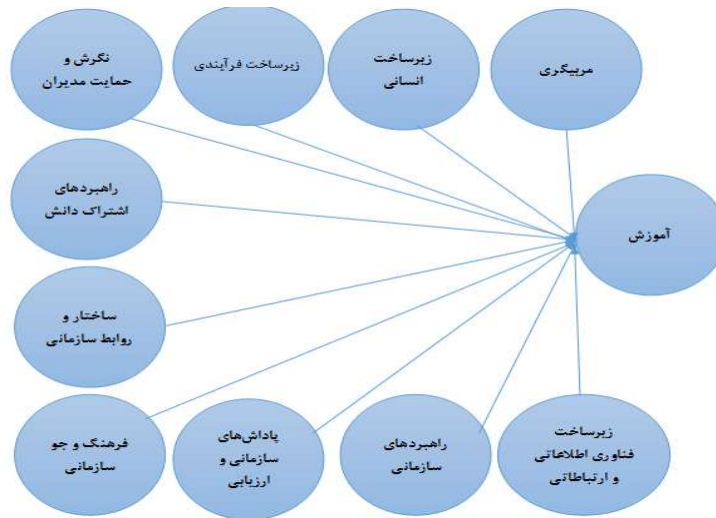 مربیگری
زیرساخت
انسانی
زیرساخت فرآیندی
نگرش و
حمایت مدیران
راهبردهای
اشتراک دانش
آموزش
ساختار و
روابط سازمانی
زیرساخت
فناوری اطلاعاتی
و ارتباطاتی
راهبردهای
سازمانی
پاداش‌های
سازمانی و
ارزیابی
فرهنگ و جو
سازمانی